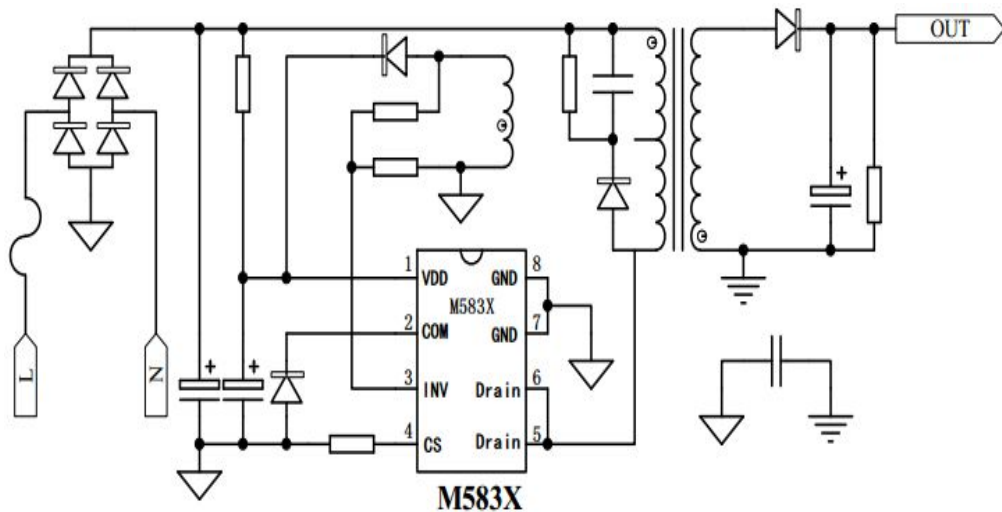 OUT
L
N
1 VDD GND 8
M583X
2 COM GND 7
3 INV Drain 6
4 CS Drain 5
M583X